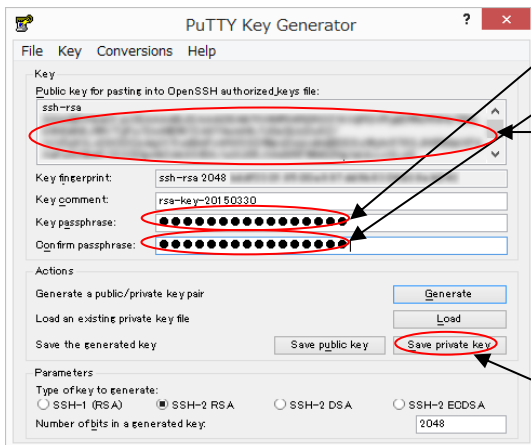 PuTTY Key Generator
? ×
File Key Conversions Help
Key
Public key for pasting into OpenSSH authorized_keys file:
ssh-rsa
Key fingerprint: ssh-rsa 2048
Key comment: rsa-key-20150330
Key passphrase: ●●●●●●●●●●●●●●●●
Confirm passphrase: ●●●●●●●●●●●●●●●●
Actions
Generate a public/private key pair Generate
Load an existing private key file Load
Save the generated key Save public key Save private key
Parameters
Type of key to generate:
SSH-1 (RSA) SSH-2 RSA SSH-2 DSA SSH-2 ECDSA
Number of bits in a generated key: 2048